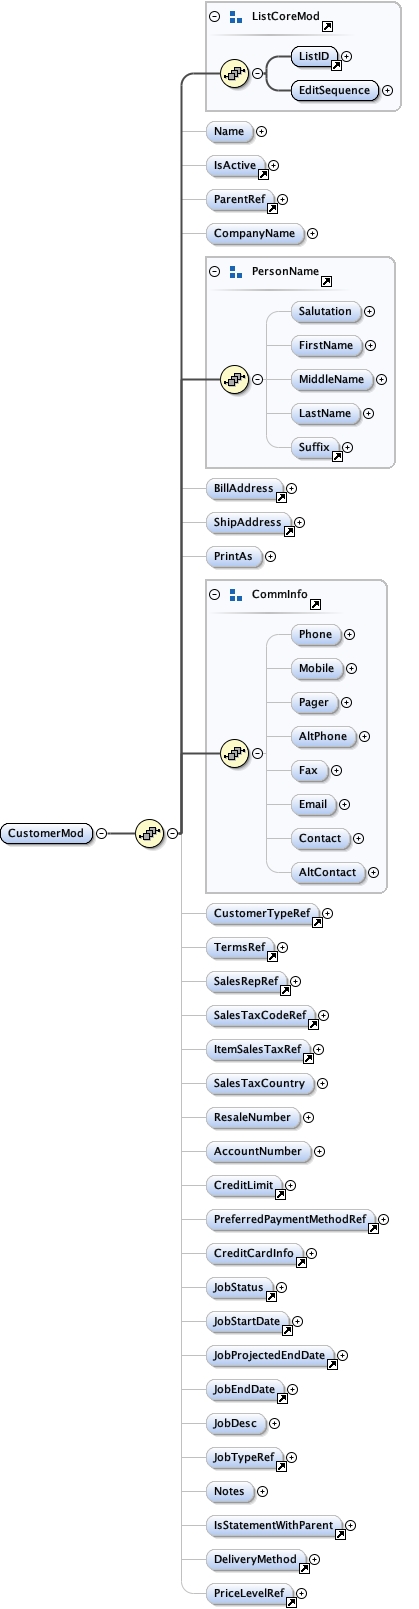 ListCoreMod
ListID
EditSequence
Name
IsActive
ParentRef
CompanyName
PersonName
Salutation
FirstName
MiddleName
LastName
Suffix
BillAddress
ShipAddress
PrintAs
CommInfo
Phone
Mobile
Pager
AltPhone
Fax
Email
Contact
AltContact
CustomerMod
CustomerTypeRef
TermsRef
SalesRepRef
SalesTaxCodeRef
ItemSalesTaxRef
SalesTaxCountry
ResaleNumber
AccountNumber
CreditLimit
PreferredPaymentMethodRef
CreditCardInfo
JobStatus
JobStartDate
JobProjectedEndDate
JobEndDate
JobDesc
JobTypeRef
Notes
IsStatementWithParent
DeliveryMethod
PriceLevelRef